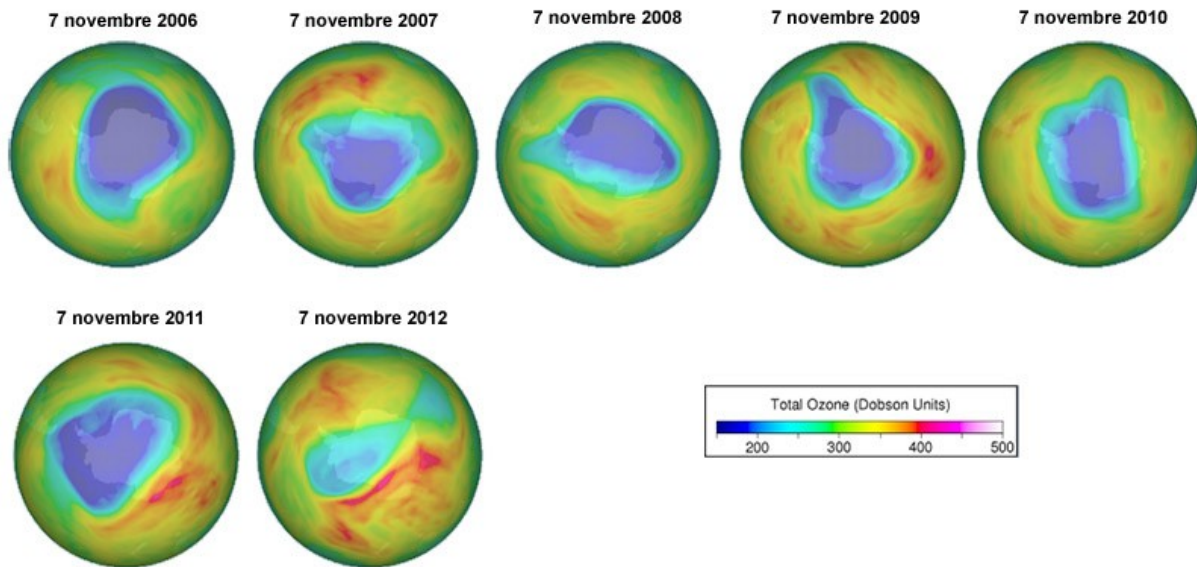 7 novembre 2006
7 novembre 2007
7 novembre 2008
7 novembre 2009
7 novembre 2010
7 novembre 2011
7 novembre 2012
Total Ozone (Dobson Units)
200 300 400 500